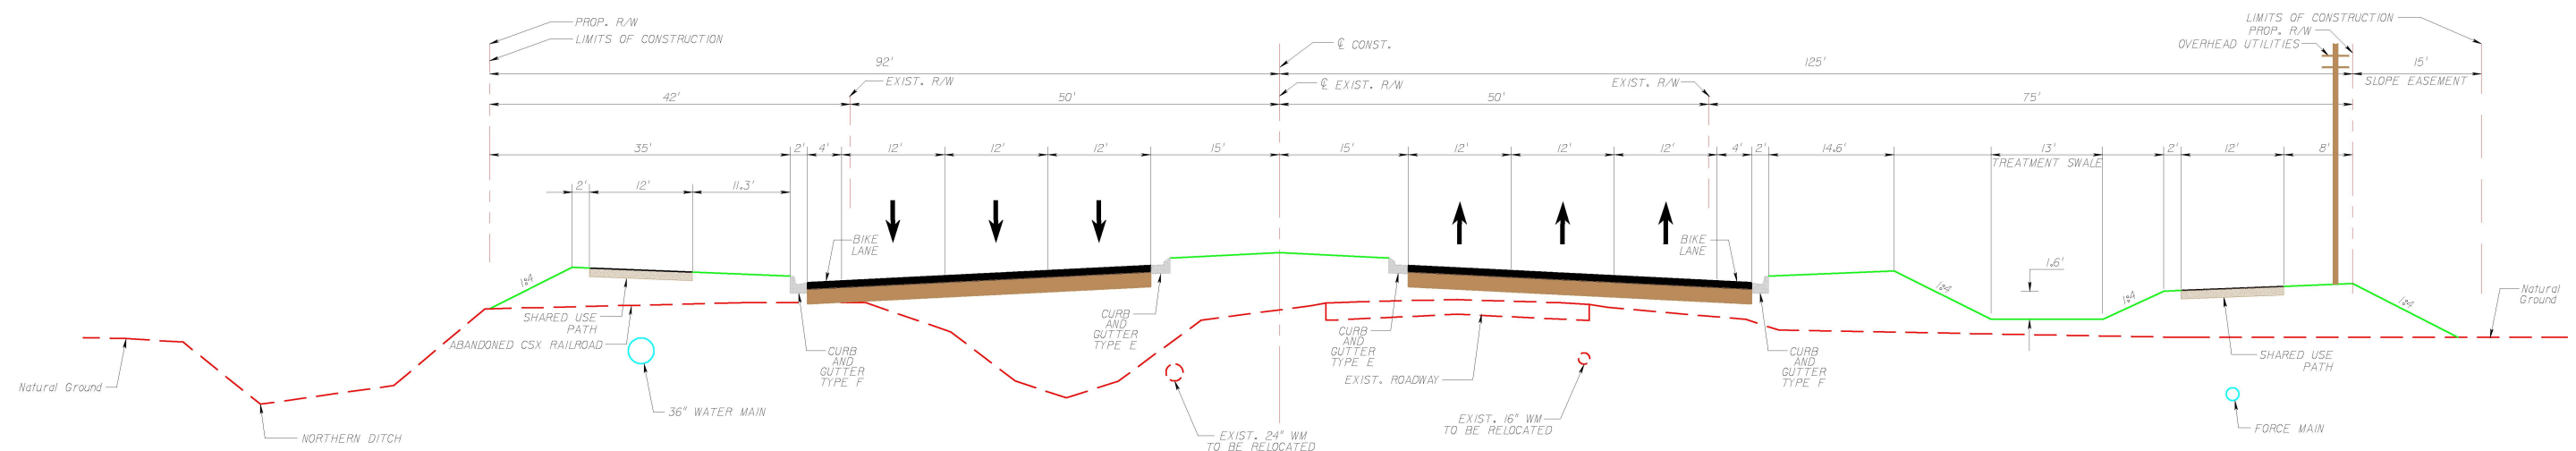 PROP. R/W
LIMITS OF CONSTRUCTION
℄ CONST.
LIMITS OF CONSTRUCTION
PROP. R/W
OVERHEAD UTILITIES
92'
125'
15'
EXIST. R/W
℄ EXIST. R/W
EXIST. R/W
SLOPE EASEMENT
42'
50'
50'
75'
35'
2'
4'
12'
12'
12'
15'
15'
12'
12'
12'
4'
2'
14.6'
13'
2'
12'
8'
TREATMENT SWALE
2'
12'
11.3'
BIKE
LANE
BIKE
LANE
1:4
1.6'
1:4
1:4
1:4
Natural
Ground
SHARED USE
PATH
ABANDONED CSX RAILROAD
CURB
AND
GUTTER
TYPE F
CURB
AND
GUTTER
TYPE E
CURB
AND
GUTTER
TYPE E
EXIST. ROADWAY
CURB
AND
GUTTER
TYPE F
SHARED USE
PATH
Natural Ground
36" WATER MAIN
NORTHERN DITCH
EXIST. 24" WM
TO BE RELOCATED
EXIST. 16" WM
TO BE RELOCATED
FORCE MAIN